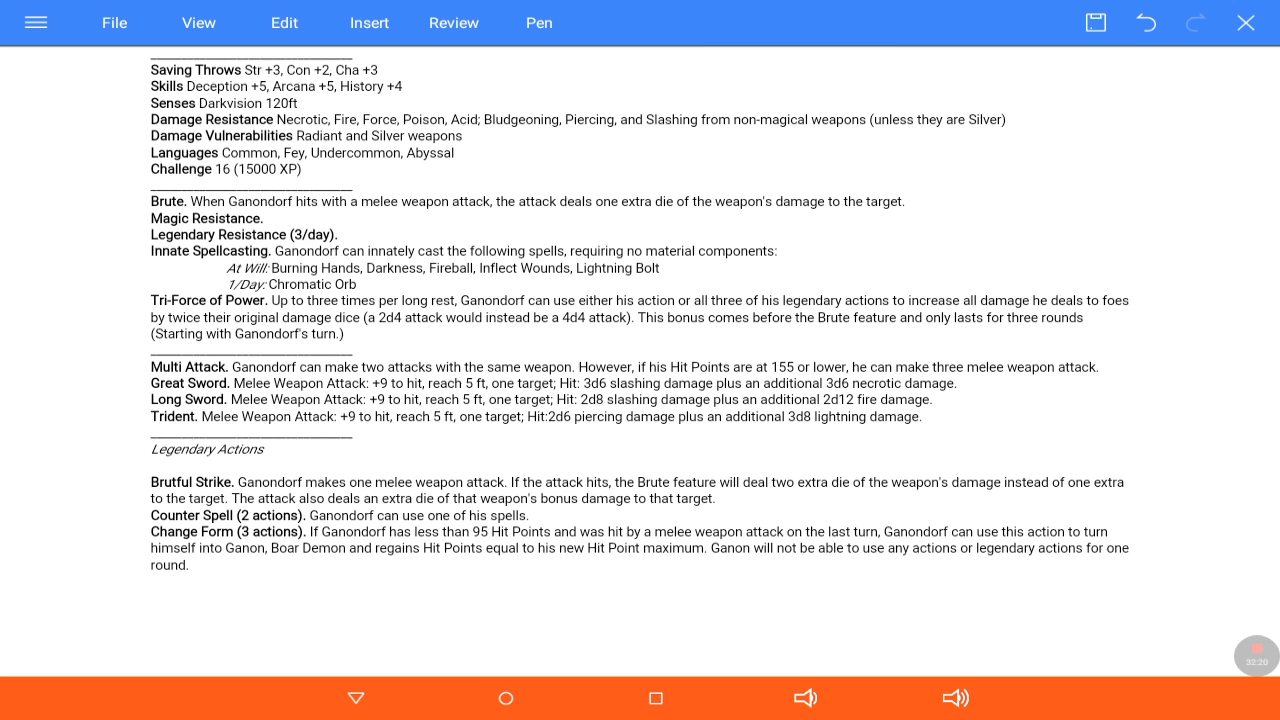 File View Edit Insert Review Pen
Saving Throws Str +3, Con +2, Cha +3
Skills Deception +5, Arcana +5, History +4
Senses Darkvision 120ft
Damage Resistance Necrotic, Fire, Force, Poison, Acid; Bludgeoning, Piercing, and Slashing from non-magical weapons (unless they are Silver)
Damage Vulnerabilities Radiant and Silver weapons
Languages Common, Fey, Undercommon, Abyssal
Challenge 16 (15000 XP)
Brute. When Ganondorf hits with a melee weapon attack, the attack deals one extra die of the weapon's damage to the target.
Magic Resistance.
Legendary Resistance (3/day).
Innate Spellcasting. Ganondorf can innately cast the following spells, requiring no material components:
At Will: Burning Hands, Darkness, Fireball, Inflect Wounds, Lightning Bolt
1/Day: Chromatic Orb
Tri-Force of Power. Up to three times per long rest, Ganondorf can use either his action or all three of his legendary actions to increase all damage he deals to foes
by twice their original damage dice (a 2d4 attack would instead be a 4d4 attack). This bonus comes before the Brute feature and only lasts for three rounds
(Starting with Ganondorf's turn.)
Multi Attack. Ganondorf can make two attacks with the same weapon. However, if his Hit Points are at 155 or lower, he can make three melee weapon attack.
Great Sword. Melee Weapon Attack: +9 to hit, reach 5 ft, one target; Hit: 3d6 slashing damage plus an additional 3d6 necrotic damage.
Long Sword. Melee Weapon Attack: +9 to hit, reach 5 ft, one target; Hit: 2d8 slashing damage plus an additional 2d12 fire damage.
Trident. Melee Weapon Attack: +9 to hit, reach 5 ft, one target; Hit:2d6 piercing damage plus an additional 3d8 lightning damage.
Legendary Actions
Brutful Strike. Ganondorf makes one melee weapon attack. If the attack hits, the Brute feature will deal two extra die of the weapon's damage instead of one extra
to the target. The attack also deals an extra die of that weapon's bonus damage to that target.
Counter Spell (2 actions). Ganondorf can use one of his spells.
Change Form (3 actions). If Ganondorf has less than 95 Hit Points and was hit by a melee weapon attack on the last turn, Ganondorf can use this action to turn
himself into Ganon, Boar Demon and regains Hit Points equal to his new Hit Point maximum. Ganon will not be able to use any actions or legendary actions for one
round.
32:20